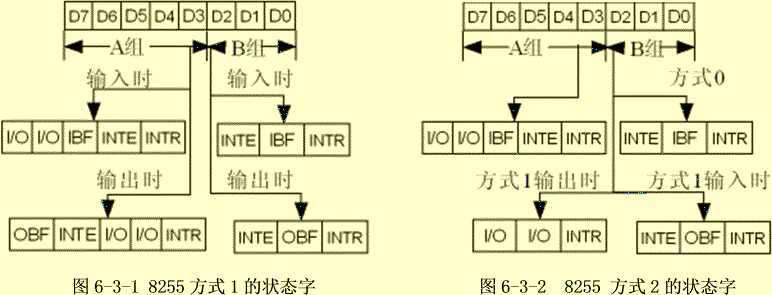 D7 D6 D5 D4 D3 D2 D1 D0
A组 B组
输入时 输入时
I/O I/O IBF INTE INTR
INTE IBF INTR
输出时 输出时
OBF INTE I/O I/O INTR
INTE OBF INTR
图6-3-1 8255方式1的状态字
D7 D6 D5 D4 D3 D2 D1 D0
A组 B组
方式0
I/O I/O IBF INTE INTR
INTE IBF INTR
方式1输出时 方式1输入时
I/O I/O INTR
INTE OBF INTR
图6-3-2 8255 方式2的状态字